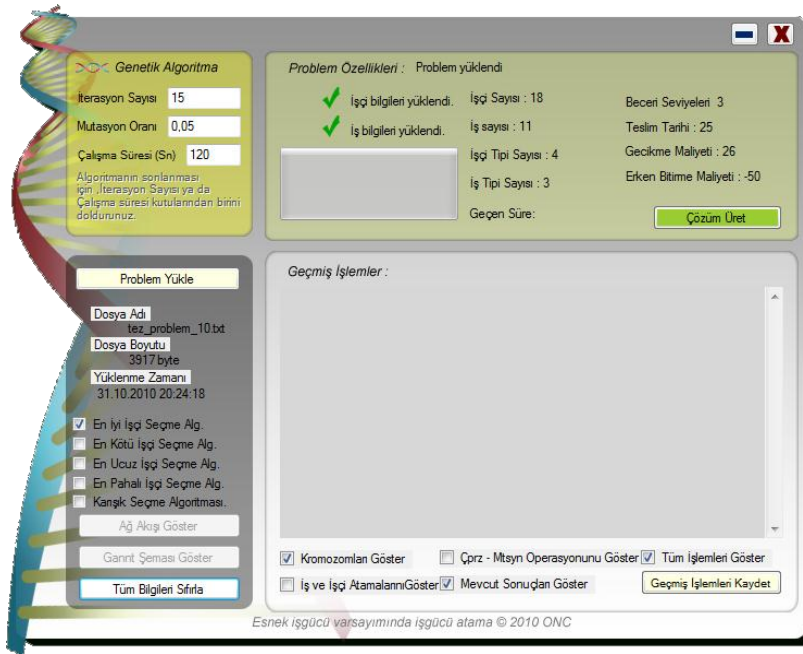 Genetik Algoritma
İterasyon Sayısı 15
Mutasyon Oranı 0,05
Çalışma Süresi (Sn) 120
Algoritmanın sonlanması
için ,İterasyon Sayısı ya da
Çalışma süresi kutularından birini
doldurunuz.
Problem Özellikleri : Problem yüklendi
İşçi bilgileri yüklendi.
İş bilgileri yüklendi.
İşçi Sayısı : 18
İş sayısı : 11
İşçi Tipi Sayısı : 4
İş Tipi Sayısı : 3
Geçen Süre:
Beceri Seviyeleri 3
Teslim Tarihi : 25
Gecikme Maliyeti : 26
Erken Bitirme Maliyeti : -50
Çözüm Üret
Problem Yükle
Dosya Adı
tez_problem_10.txt
Dosya Boyutu
3917 byte
Yüklenme Zamanı
31.10.2010 20:24:18
En İyi İşçi Seçme Alg.
En Kötü İşçi Seçme Alg.
En Ucuz İşçi Seçme Alg.
En Pahalı İşçi Seçme Alg.
Karışık Seçme Algoritması.
Ağ Akışı Göster
Gannt Şeması Göster
Tüm Bilgileri Sıfırla
Geçmiş İşlemler :
Kromozomları Göster
Çprz - Mtsyn Operasyonunu Göster
Tüm İşlemleri Göster
İş ve İşçi AtamalarınıGöster
Mevcut Sonuçları Göster
Geçmiş İşlemleri Kaydet
Esnek işgücü varsayımında işgücü atama © 2010 ONC